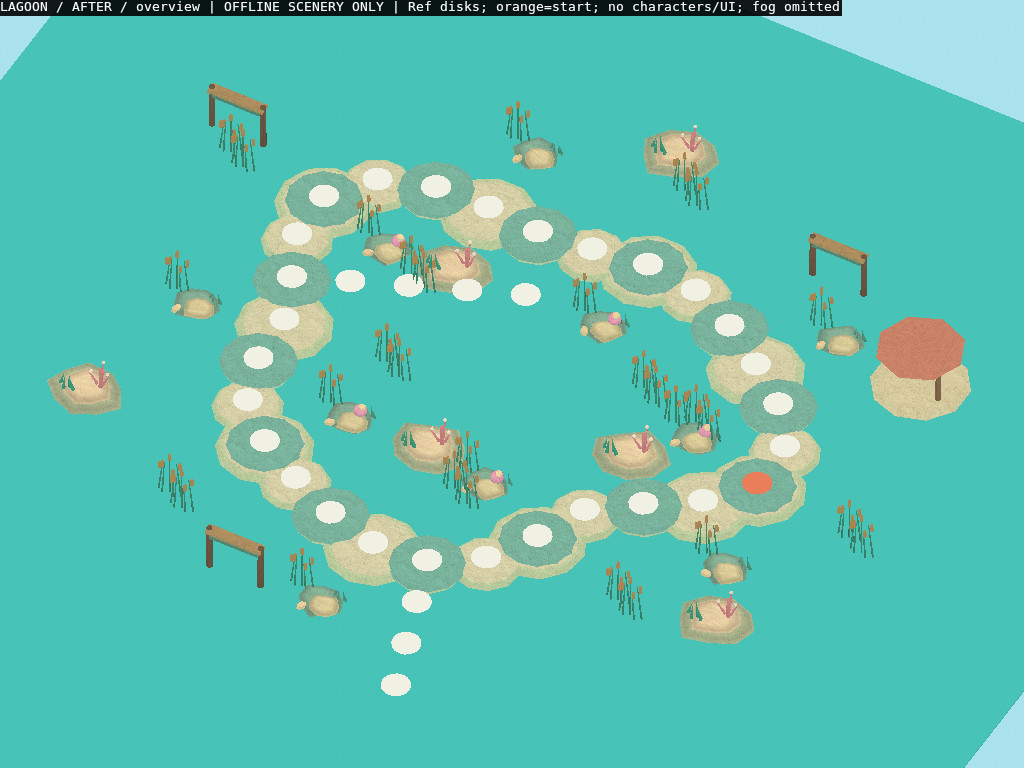 LAGOON / AFTER / overview | OFFLINE SCENERY ONLY | Ref disks; orange=start; no characters/UI; fog omitted